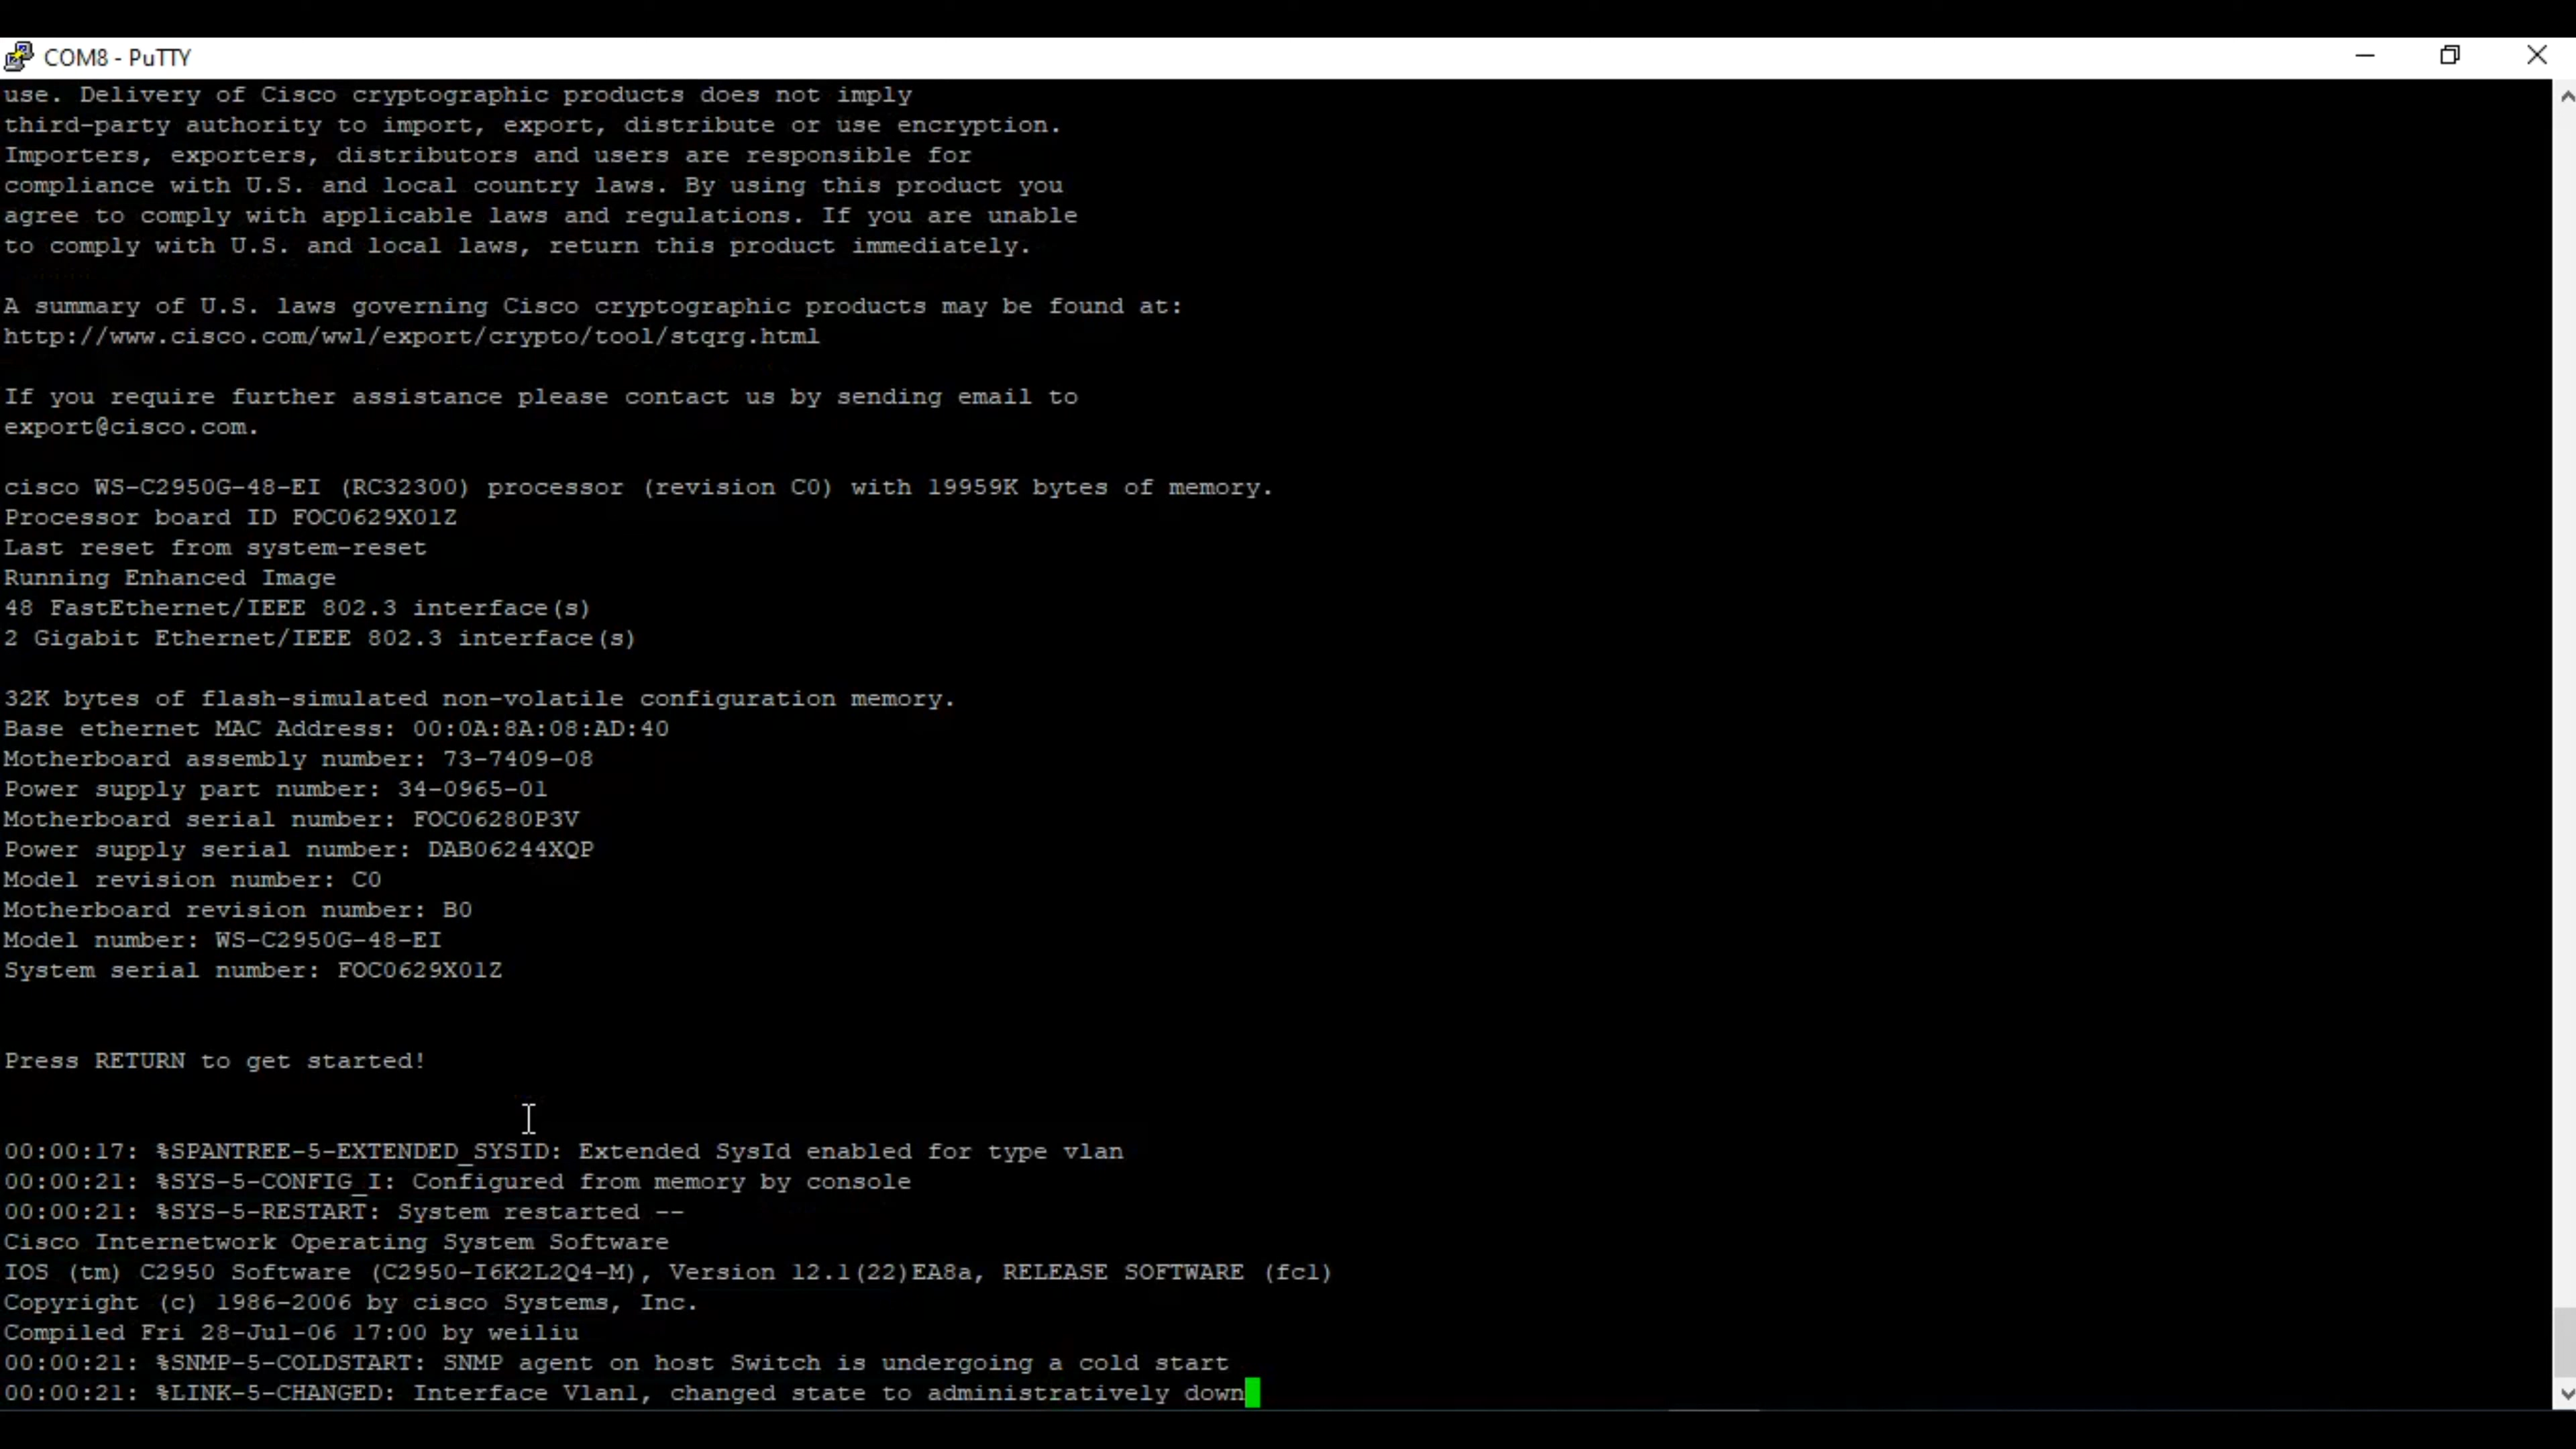 COM8 - PuTTY
use. Delivery of Cisco cryptographic products does not imply
third-party authority to import, export, distribute or use encryption.
Importers, exporters, distributors and users are responsible for
compliance with U.S. and local country laws. By using this product you
agree to comply with applicable laws and regulations. If you are unable
to comply with U.S. and local laws, return this product immediately.
A summary of U.S. laws governing Cisco cryptographic products may be found at:
http://www.cisco.com/wwl/export/crypto/tool/stqrg.html
If you require further assistance please contact us by sending email to
export@cisco.com.
cisco WS-C2950G-48-EI (RC32300) processor (revision C0) with 19959K bytes of memory.
Processor board ID FOC0629X01Z
Last reset from system-reset
Running Enhanced Image
48 FastEthernet/IEEE 802.3 interface(s)
2 Gigabit Ethernet/IEEE 802.3 interface(s)
32K bytes of flash-simulated non-volatile configuration memory.
Base ethernet MAC Address: 00:0A:8A:08:AD:40
Motherboard assembly number: 73-7409-08
Power supply part number: 34-0965-01
Motherboard serial number: FOC06280P3V
Power supply serial number: DAB06244XQP
Model revision number: C0
Motherboard revision number: B0
Model number: WS-C2950G-48-EI
System serial number: FOC0629X01Z
Press RETURN to get started!
00:00:17: %SPANTREE-5-EXTENDED_SYSID: Extended SysId enabled for type vlan
00:00:21: %SYS-5-CONFIG_I: Configured from memory by console
00:00:21: %SYS-5-RESTART: System restarted --
Cisco Internetwork Operating System Software
IOS (tm) C2950 Software (C2950-I6K2L2Q4-M), Version 12.1(22)EA8a, RELEASE SOFTWARE (fc1)
Copyright (c) 1986-2006 by cisco Systems, Inc.
Compiled Fri 28-Jul-06 17:00 by weiliu
00:00:21: %SNMP-5-COLDSTART: SNMP agent on host Switch is undergoing a cold start
00:00:21: %LINK-5-CHANGED: Interface Vlan1, changed state to administratively down